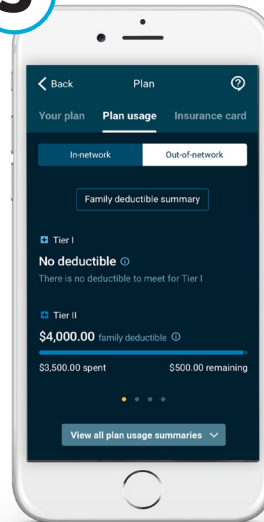 Back
Plan
Your plan Plan usage Insurance card
In-network Out-of-network
Family deductible summary
Tier I
No deductible
There is no deductible to meet for Tier I
Tier II
$4,000.00 family deductible
$3,500.00 spent $500.00 remaining
View all plan usage summaries